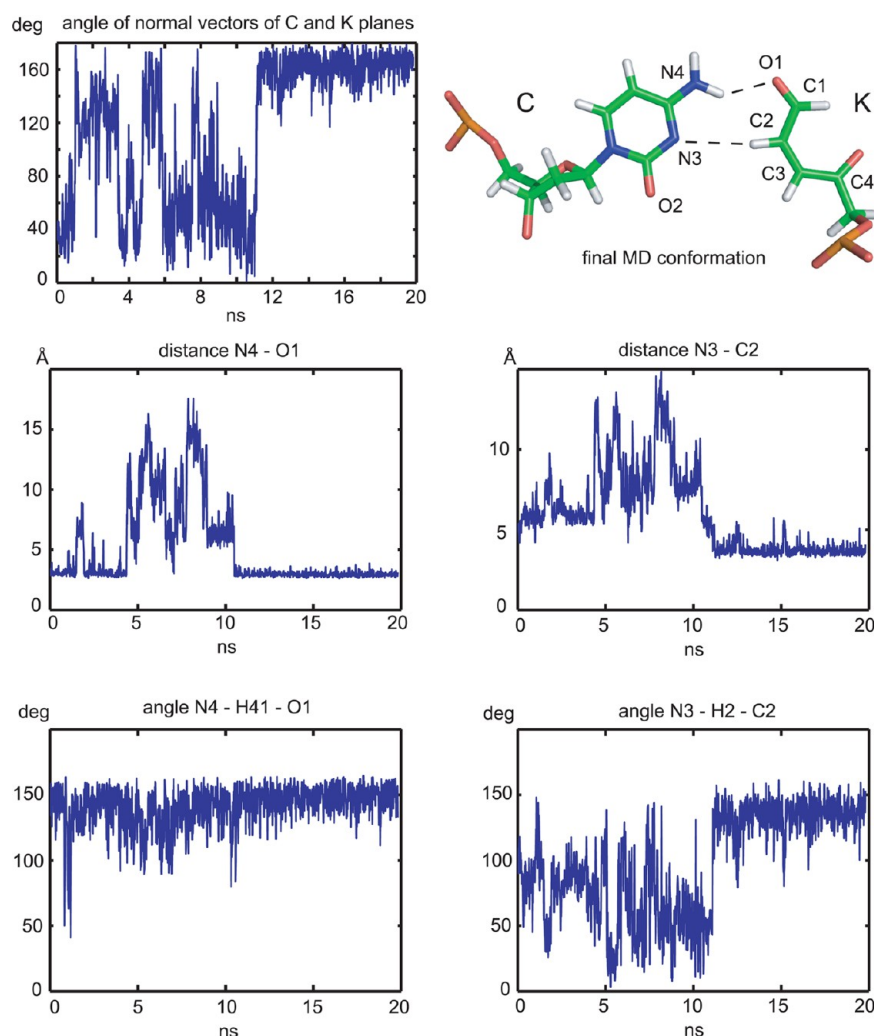 deg angle of normal vectors of C and K planes
160
120
80
40
0
0 4 8 12 16 20
ns
C
N4
O1
C1
K
C2
N3
C3
C4
O2
final MD conformation
Å distance N4 - O1
15
10
5
0
0 5 10 15 20
ns
Å distance N3 - C2
10
5
0
0 5 10 15 20
ns
deg angle N4 - H41 - O1
150
100
50
0
0 5 10 15 20
ns
deg angle N3 - H2 - C2
150
100
50
0
0 5 10 15 20
ns